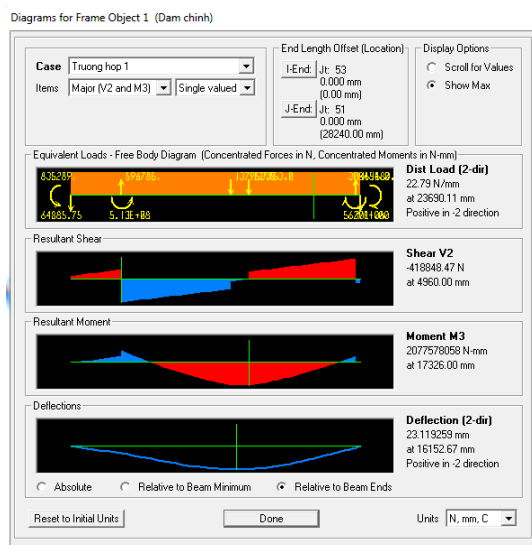 Diagrams for Frame Object 1 (Dam chinh)
Case Truong hop 1
Items Major (V2 and M3) Single valued
End Length Offset (Location)
I-End: Jt: 53
0.000 mm
(0.00 mm)
J-End: Jt: 51
0.000 mm
(28240.00 mm)
Display Options
Scroll for Values
Show Max
Equivalent Loads - Free Body Diagram (Concentrated Forces in N, Concentrated Moments in N-mm)
835289. 596785.
64885.75 5.13E+08
Dist Load (2-dir)
22.79 N/mm
at 23690.11 mm
Positive in -2 direction
Resultant Shear
Shear V2
-418848.47 N
at 4960.00 mm
Resultant Moment
Moment M3
2077578058 N-mm
at 17326.00 mm
Deflections
Deflection (2-dir)
23.119259 mm
at 16152.67 mm
Positive in -2 direction
Absolute Relative to Beam Minimum Relative to Beam Ends
Reset to Initial Units Done Units N, mm, C